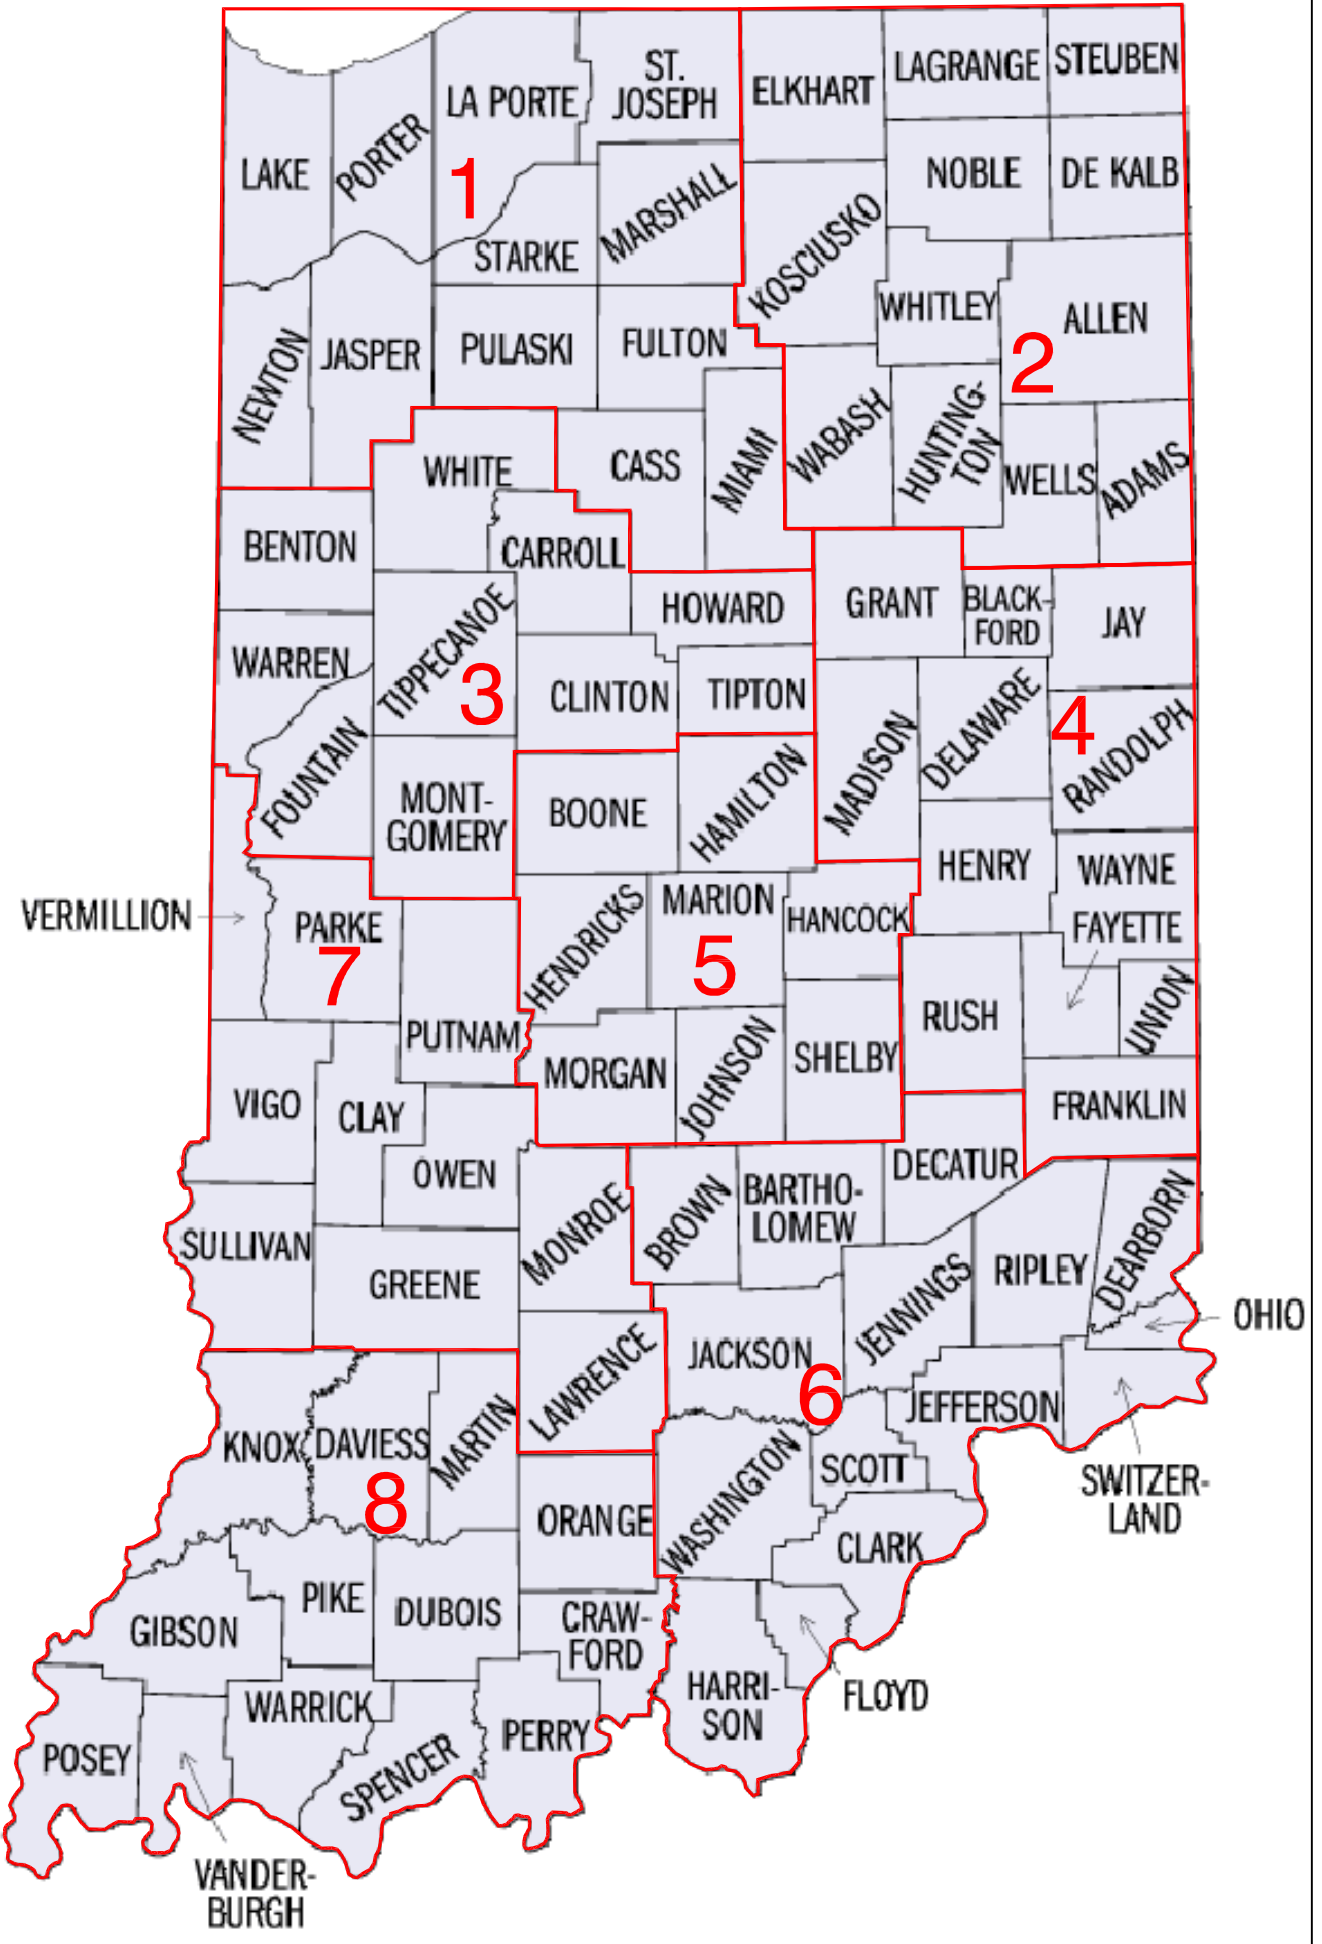 ST.
JOSEPH
LAGRANGE
STEUBEN
LA PORTE
ELKHART
LAKE
PORTER
1
MARSHALL
NOBLE
DE KALB
STARKE
KOSCIUSKO
WHITLEY
ALLEN
NEWTON
JASPER
PULASKI
FULTON
2
WHITE
CASS
MIAMI
WABASH
HUNTING-
TON
WELLS
ADAMS
BENTON
CARROLL
HOWARD
GRANT
BLACK-
FORD
JAY
WARREN
TIPPECANOE
3
CLINTON
TIPTON
MADISON
DELAWARE
4
RANDOLPH
FOUNTAIN
MONT-
GOMERY
BOONE
HAMILTON
HENRY
WAYNE
VERMILLION
PARKE
HENDRICKS
MARION
HANCOCK
FAYETTE
7
5
PUTNAM
RUSH
UNION
MORGAN
JOHNSON
SHELBY
VIGO
CLAY
FRANKLIN
OWEN
DECATUR
MONROE
BROWN
BARTHO-
LOMEW
SULLIVAN
GREENE
RIPLEY
DEARBORN
JENNINGS
OHIO
LAWRENCE
JACKSON
6
JEFFERSON
KNOX
DAVIESS
MARTIN
8
ORANGE
WASHINGTON
SCOTT
SWITZER-
LAND
CLARK
GIBSON
PIKE
DUBOIS
CRAW-
FORD
HARRI-
SON
FLOYD
WARRICK
POSEY
SPENCER
PERRY
VANDER-
BURGH